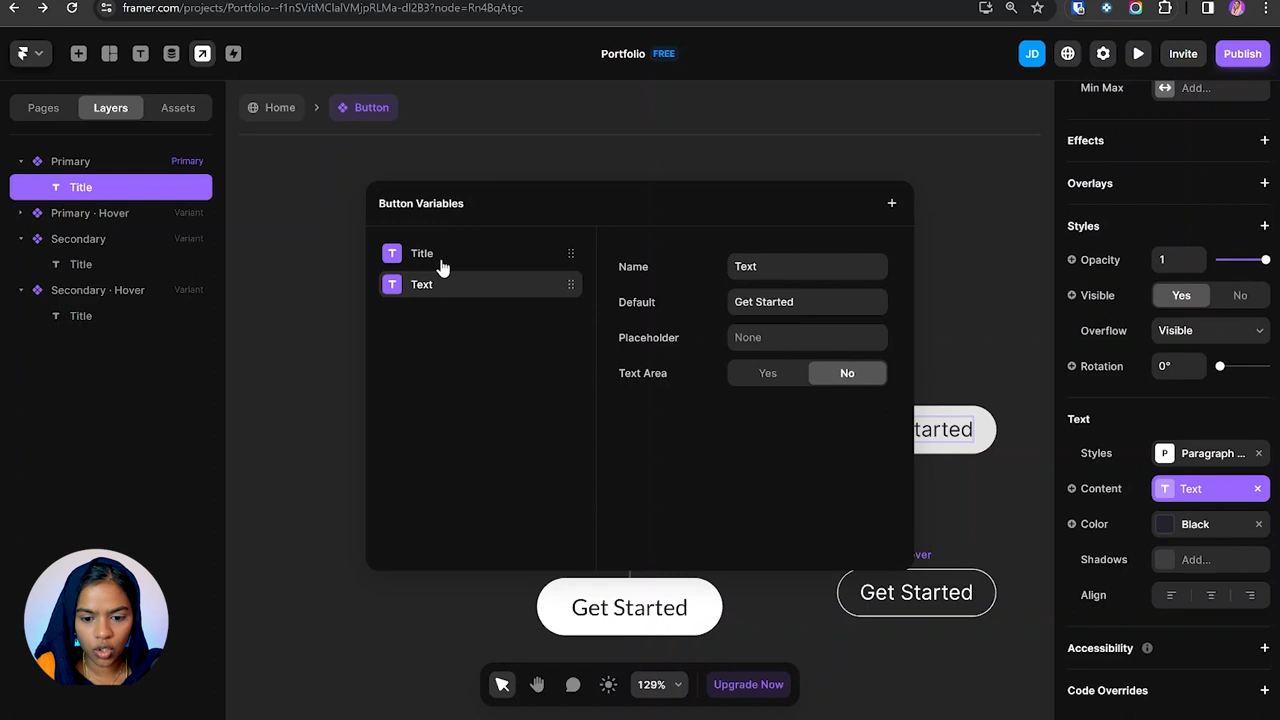 framer.com/projects/Portfolio--f1nSVitMClalVMjpRLMa-dl2B3?node=Rn4BqAtgc
Portfolio FREE
JD
Invite
Publish
Pages
Layers
Assets
Home
Button
Primary
Primary
Title
Primary · Hover
Variant
Secondary
Variant
Title
Secondary · Hover
Variant
Title
Button Variables
Title
Text
Name
Text
Default
Get Started
Placeholder
None
Text Area
Yes
No
tarted
over
Get Started
Get Started
129%
Upgrade Now
Min Max
Add...
Effects
Overlays
Styles
Opacity
1
Visible
Yes
No
Overflow
Visible
Rotation
0°
Text
Styles
P
Paragraph ...
Content
T
Text
Color
Black
Shadows
Add...
Align
Accessibility
Code Overrides